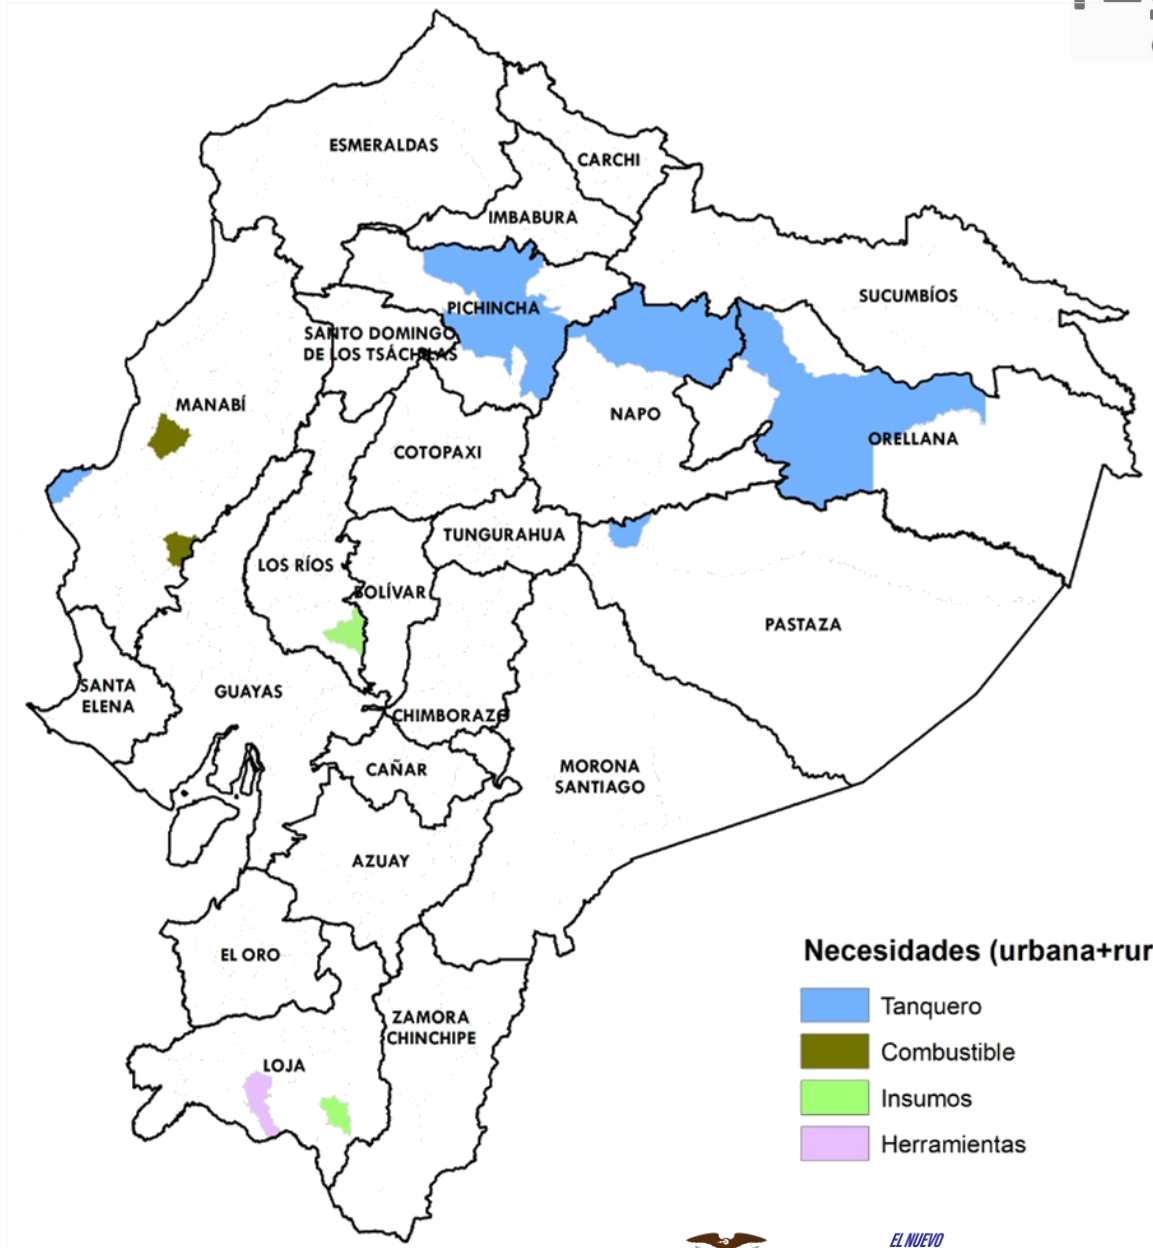 ESMERALDAS
CARCHI
IMBABURA
SUCUMBÍOS
PICHINCHA
SANTO DOMINGO
DE LOS TSÁCHILAS
MANABÍ
NAPO
ORELLANA
COTOPAXI
TUNGURAHUA
LOS RÍOS
BOLÍVAR
PASTAZA
SANTA
ELENA
GUAYAS
CHIMBORAZO
CAÑAR
MORONA
SANTIAGO
AZUAY
EL ORO
ZAMORA
CHINCHIPE
LOJA
Necesidades (urbana+rur
Tanquero
Combustible
Insumos
Herramientas
EL NUEVO